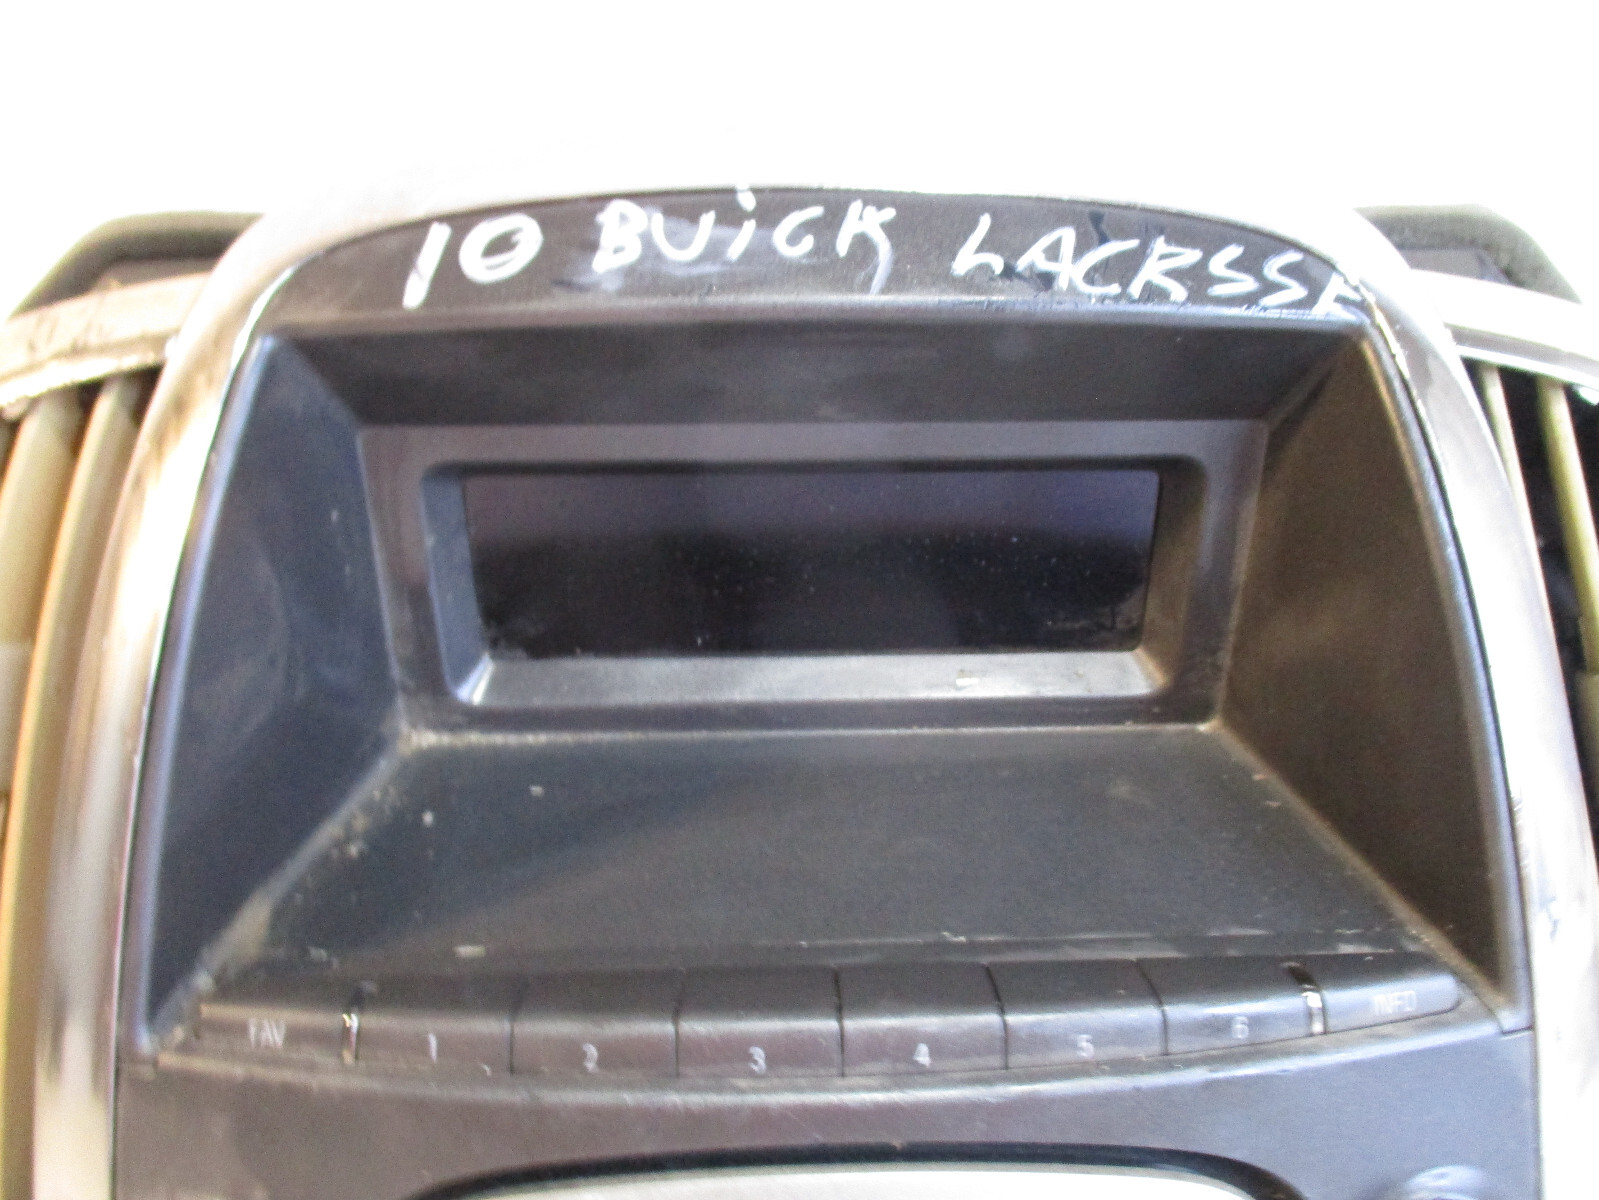 10 BUiCK LACRSSE
FAV 1 2 3 4 5 6 INFO